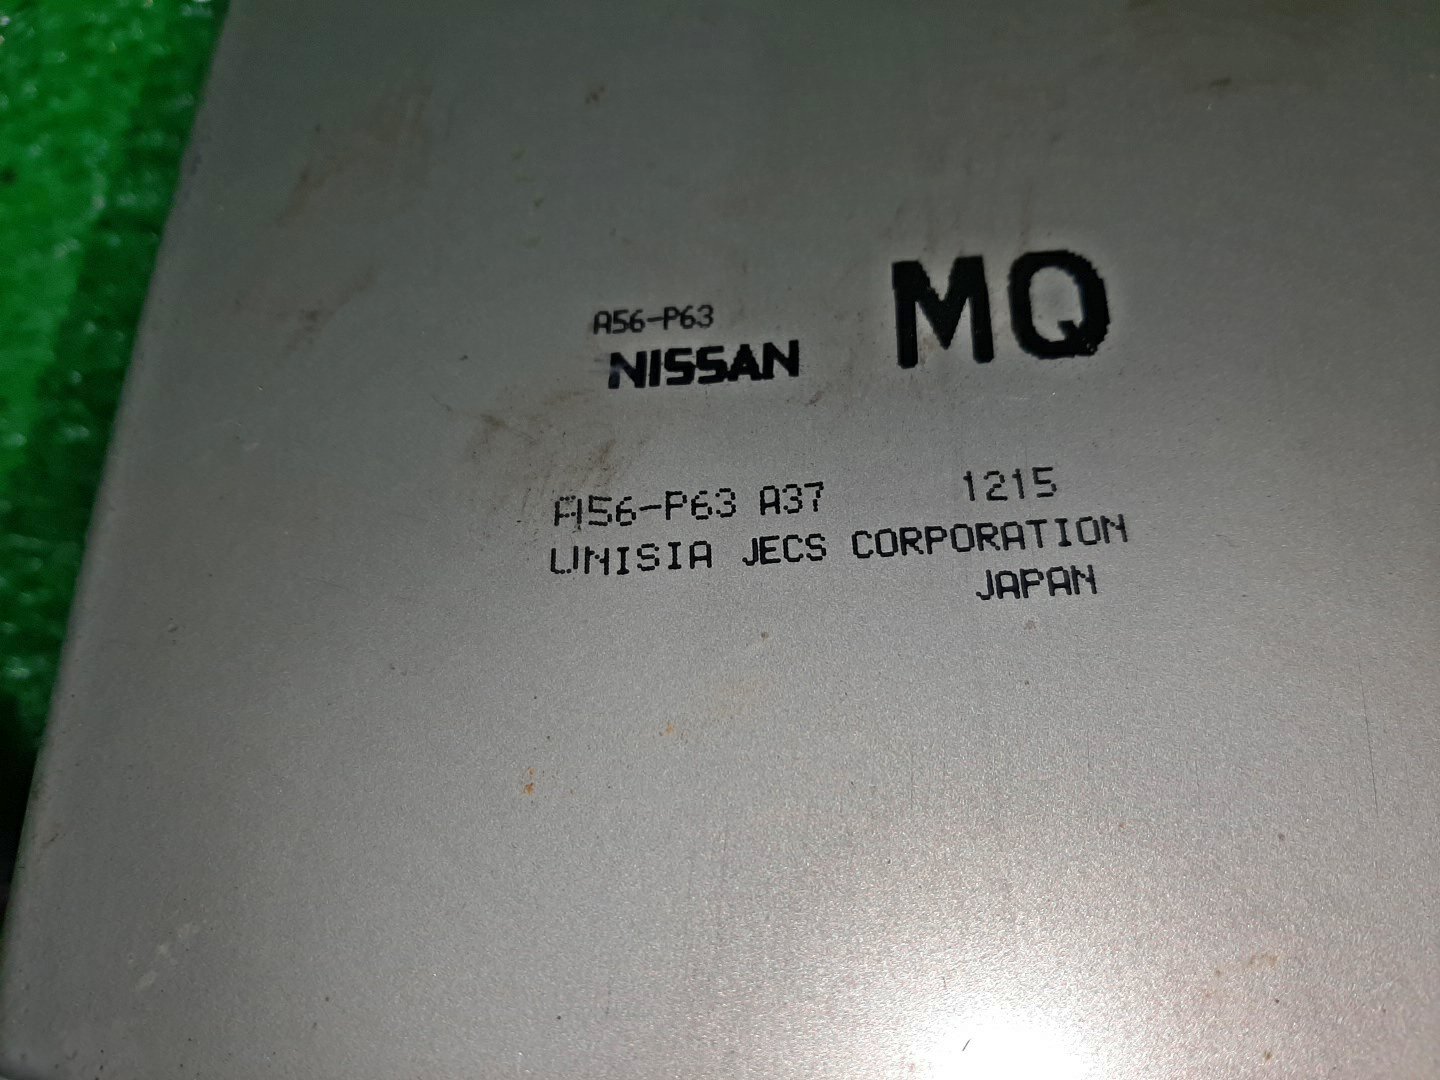 A56-P63
NISSAN MQ
A56-P63 A37 1215
UNISIA JECS CORPORATION
JAPAN